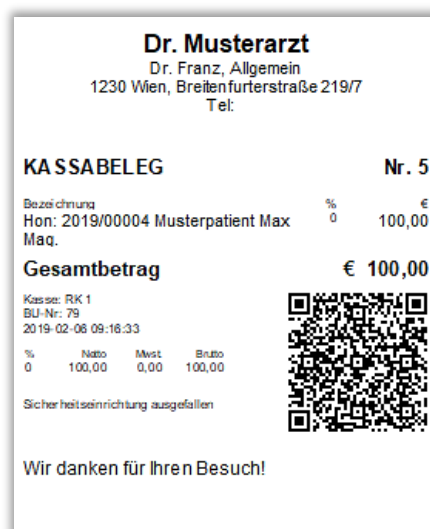 Dr. Musterarzt
Dr. Franz, Allgemein
1230 Wien, Breitenfurterstraße 219/7
Tel:
KASSABELEG Nr. 5
Bezeichnung % €
Hon: 2019/00004 Musterpatient Max 0 100,00
Mag.
Gesamtbetrag € 100,00
Kasse: RK1
BU-Nr: 79
2019-02-06 09:16:33
% Netto Mwst Brutto
0 100,00 0,00 100,00
Sicherheitseinrichtung ausgefallen
Wir danken für Ihren Besuch!